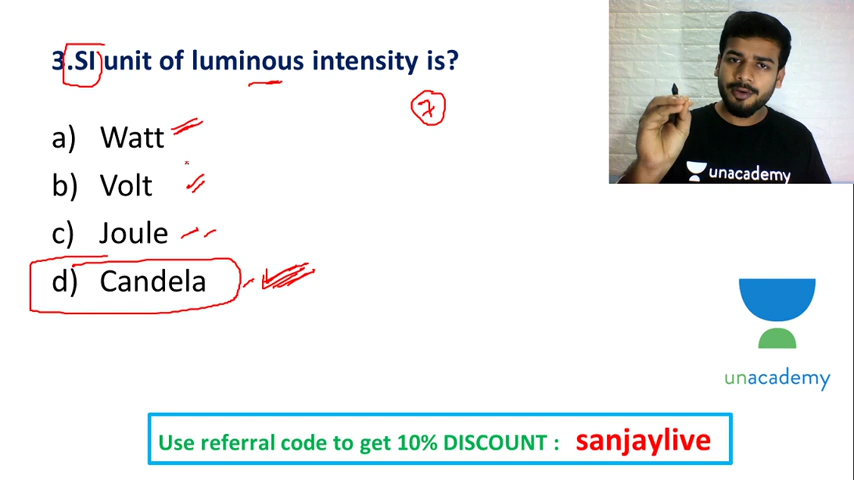 3.SI unit of luminous intensity is?
7
a) Watt
b) Volt
c) Joule
d) Candela
unacademy
unacademy
Use referral code to get 10% DISCOUNT : sanjaylive